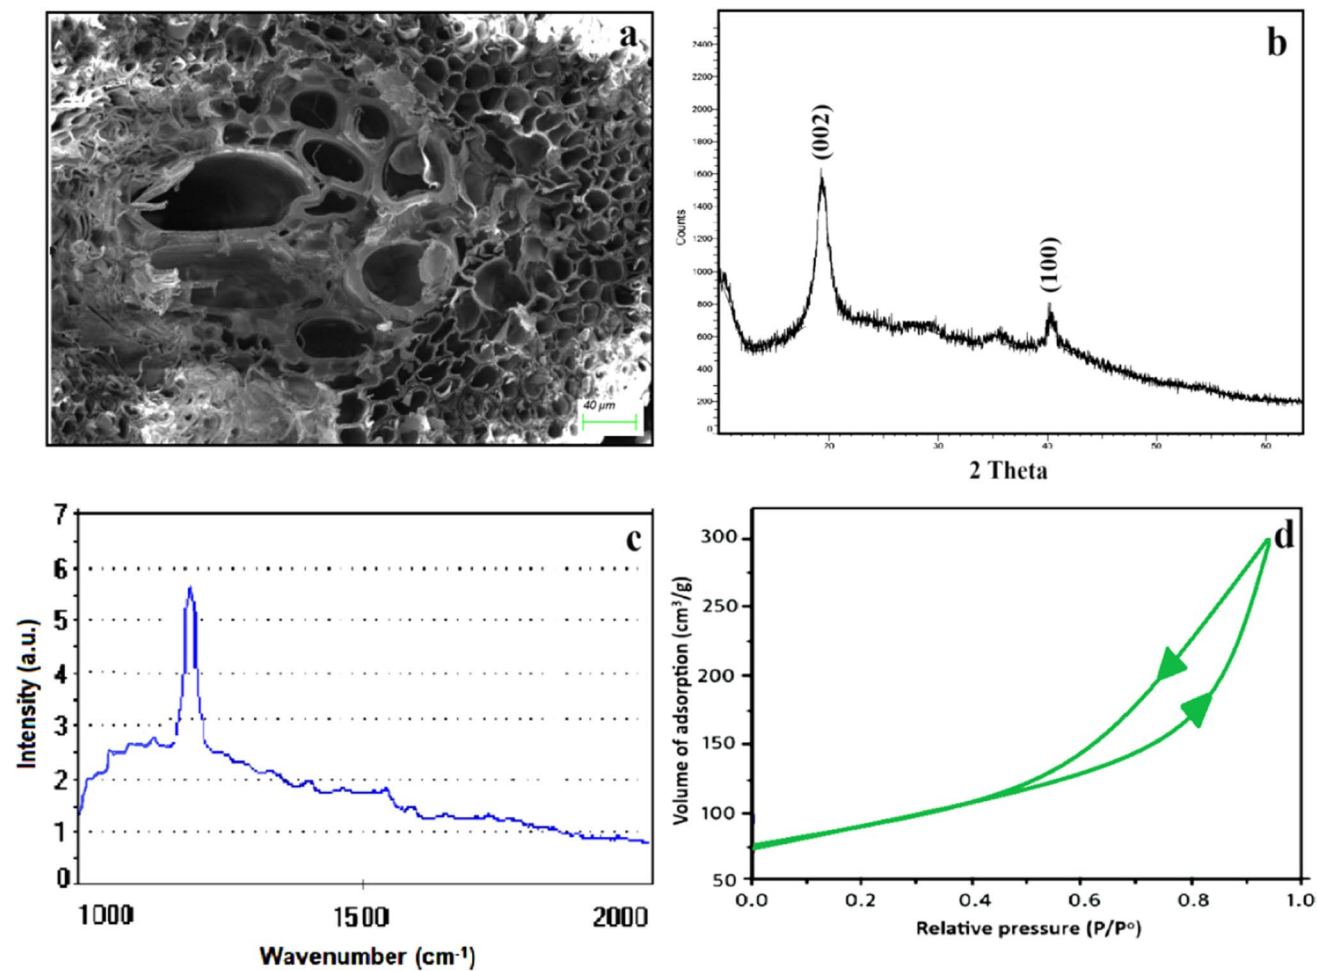 a
40 µm
b
(002)
(100)
Counts
2400
2200
2000
1800
1600
1400
1200
1000
800
600
400
200
0
20
30
40
50
60
2 Theta
c
Intensity (a.u.)
7
6
5
4
3
2
1
0
1000 1500 2000
Wavenumber (cm-1)
d
Volume of adsorption (cm³/g)
300
250
200
150
100
50
0.0 0.2 0.4 0.6 0.8 1.0
Relative pressure (P/Pº)